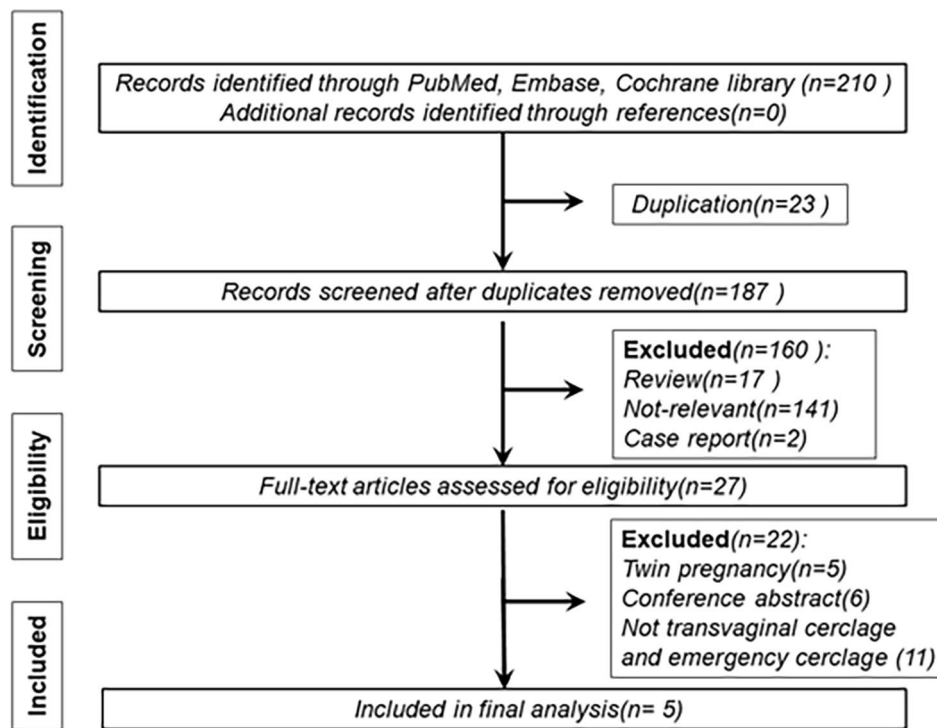 Identification
Records identified through PubMed, Embase, Cochrane library (n=210 )
Additional records identified through references(n=0)
Duplication(n=23 )
Screening
Records screened after duplicates removed(n=187 )
Excluded(n=160 ):
Review(n=17 )
Not-relevant(n=141)
Case report(n=2)
Eligibility
Full-text articles assessed for eligibility(n=27)
Excluded(n=22):
Twin pregnancy(n=5)
Conference abstract(6)
Not transvaginal cerclage
and emergency cerclage (11)
Included
Included in final analysis(n= 5)